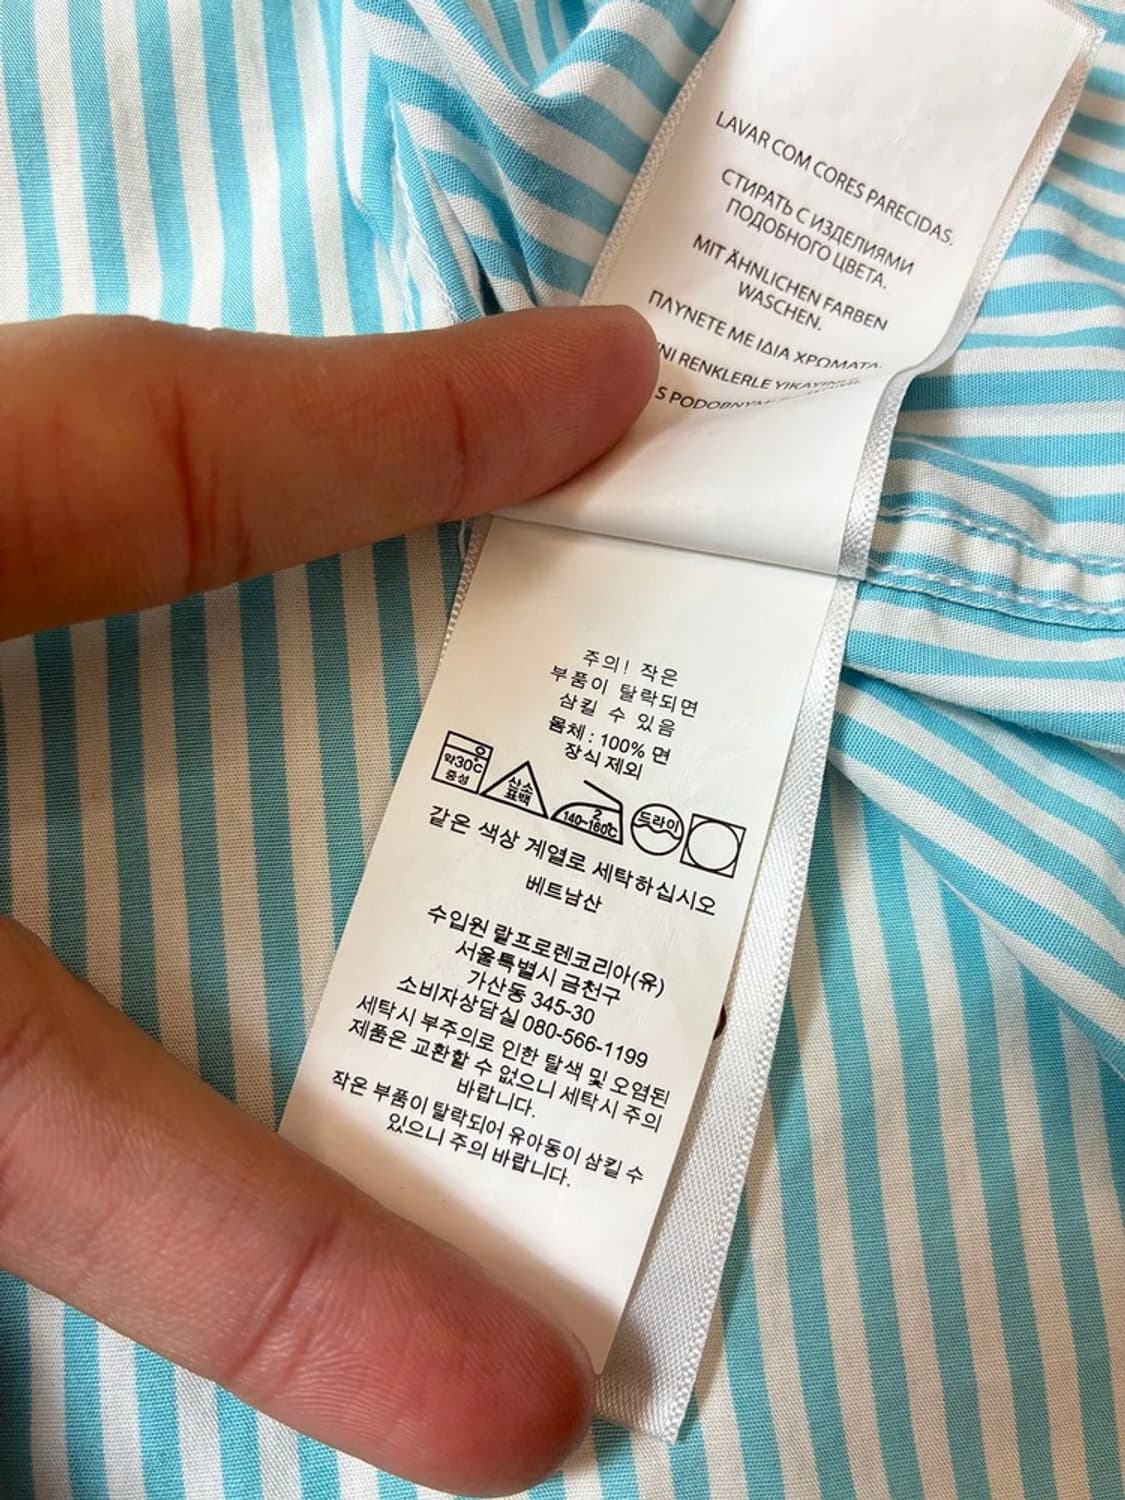 LAVAR COM CORES PARECIDAS.
СТИРАТЬ С ИЗДЕЛИЯМИ
ПОДОБНОГО ЦВЕТА.
MIT ÄHNLICHEN FARBEN
WASCHEN.
ΠΛΥΝΕΤΕ ΜΕ ΙΔΙΑ ΧΡΩΜΑΤΑ.
RENKLERLE YIKAYINIZ.
S PODOBNYMI
주의! 작은
부품이 탈락되면
삼킬 수 있음
몸체 : 100% 면
장식 제외
약30℃
중성
산소
표백
2
140~160℃
드라이
같은 색상 계열로 세탁하십시오
베트남산
수입원 랄프로렌코리아(유)
서울특별시 금천구
가산동 345-30
소비자상담실 080-566-1199
세탁시 부주의로 인한 탈색 및 오염된
제품은 교환할 수 없으니 세탁시 주의
바랍니다.
작은 부품이 탈락되어 유아동이 삼킬 수
있으니 주의 바랍니다.